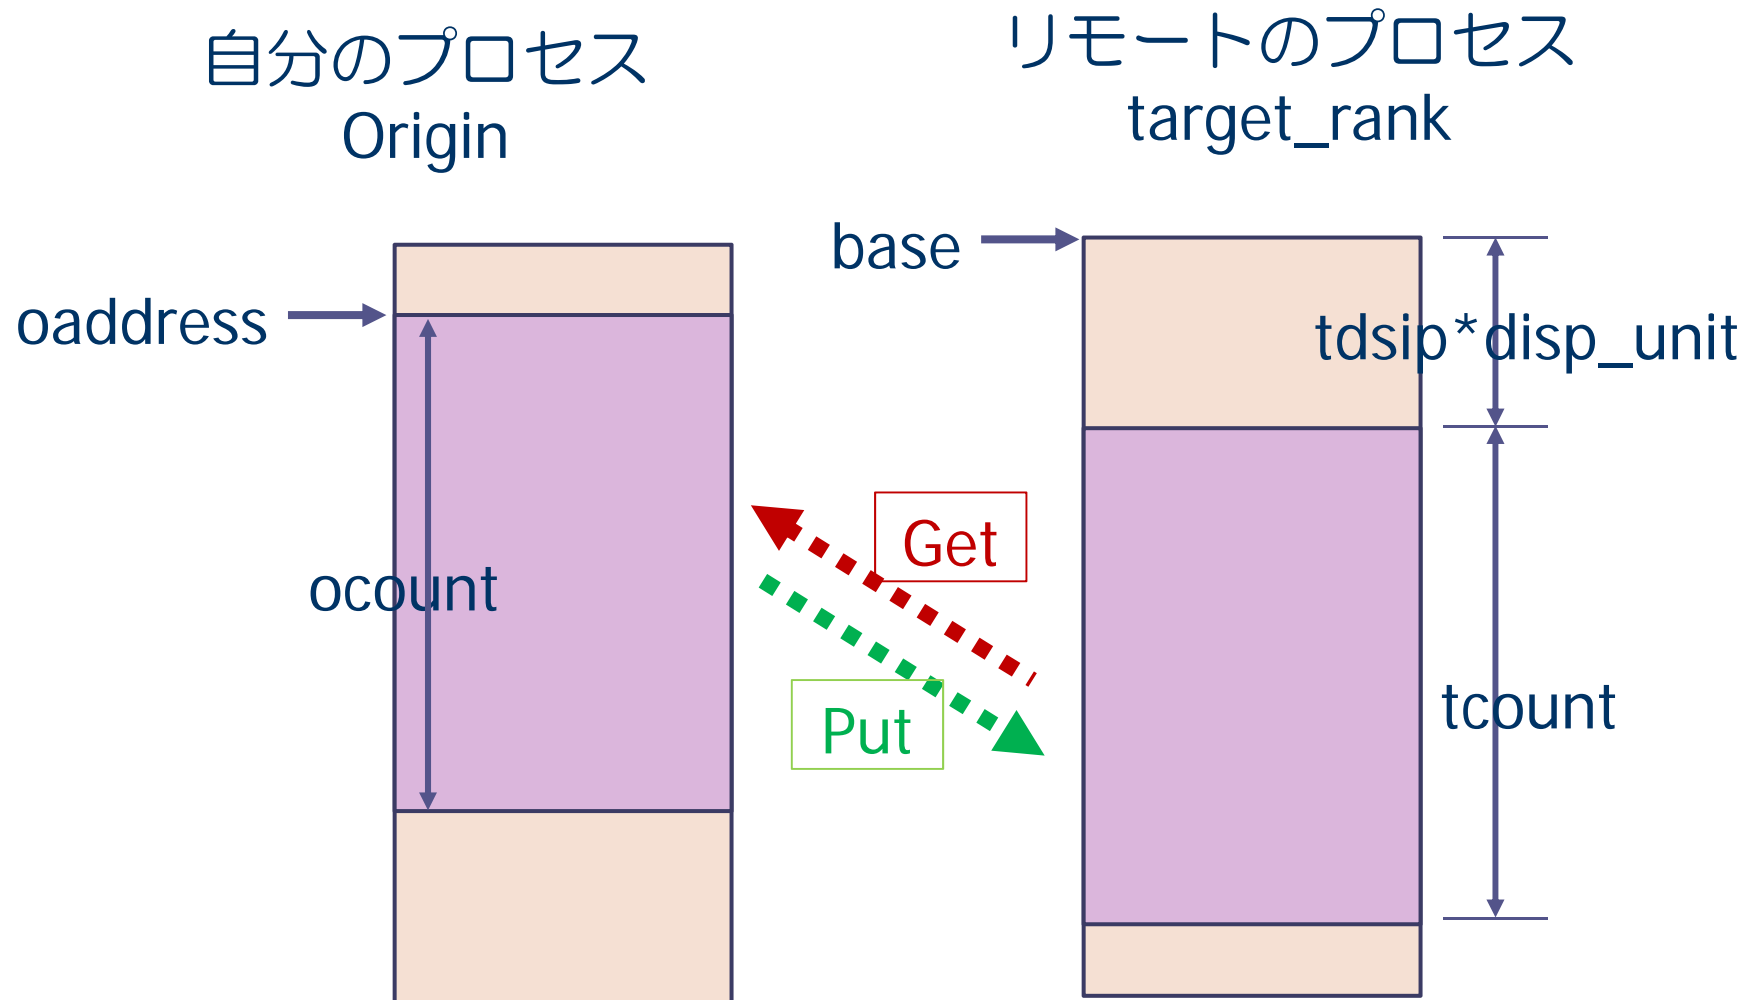 自分のプロセス
Origin
リモートのプロセス
target_rank
base
oaddress
tdsip*disp_unit
Get
ocount
Put
tcount